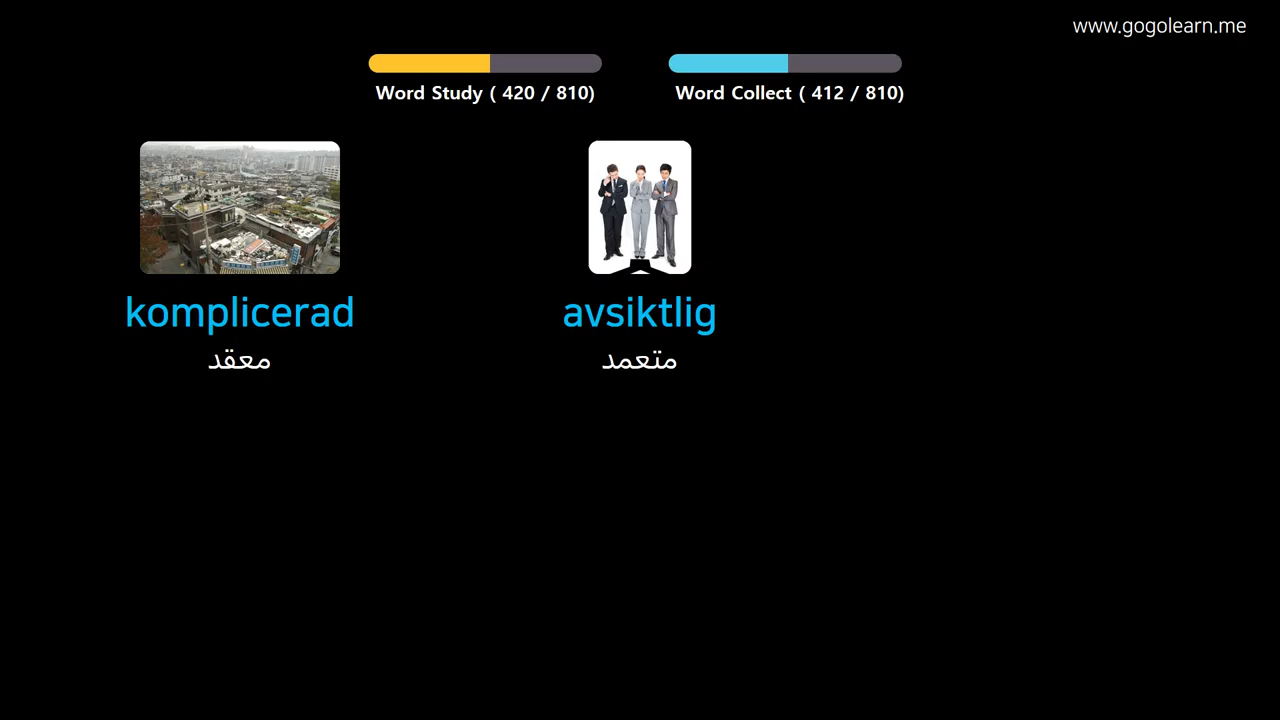 www.gogolearn.me
Word Study ( 420 / 810)
Word Collect ( 412 / 810)
komplicerad
معقد
avsiktlig
متعمد